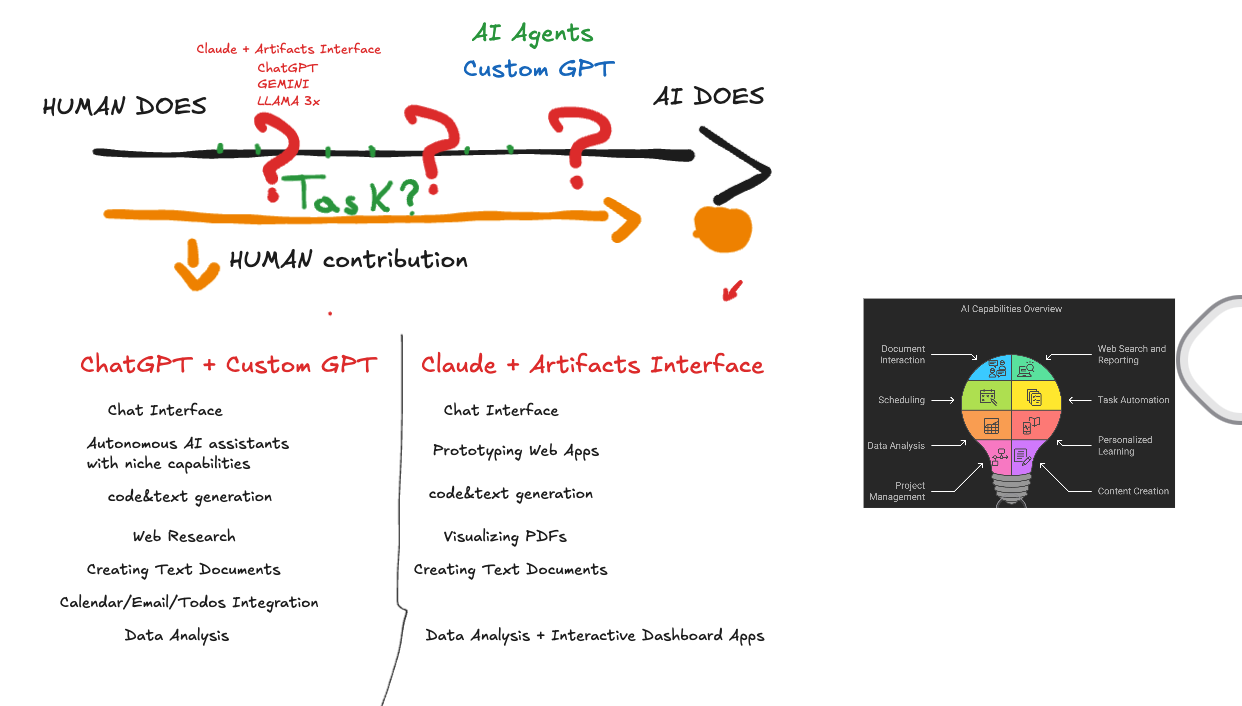 AI Agents
Claude + Artifacts Interface
ChatGPT
Custom GPT
GEMINI
LLAMA 3x
HUMAN DOES
AI DOES
? ? ?
Task?
HUMAN contribution
ChatGPT + Custom GPT
Chat Interface
Autonomous AI assistants
with niche capabilities
code&text generation
Web Research
Creating Text Documents
Calendar/Email/Todos Integration
Data Analysis
Claude + Artifacts Interface
Chat Interface
Prototyping Web Apps
code&text generation
Visualizing PDFs
Creating Text Documents
Data Analysis + Interactive Dashboard Apps
AI Capabilities Overview
Document
Interaction
Web Search and
Reporting
Scheduling
Task Automation
Data Analysis
Personalized
Learning
Project
Management
Content Creation